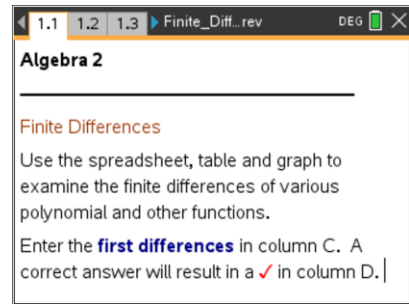 1.1 1.2 1.3 Finite_Diff...rev DEG
Algebra 2
Finite Differences
Use the spreadsheet, table and graph to
examine the finite differences of various
polynomial and other functions.
Enter the first differences in column C. A
correct answer will result in a ✓ in column D.